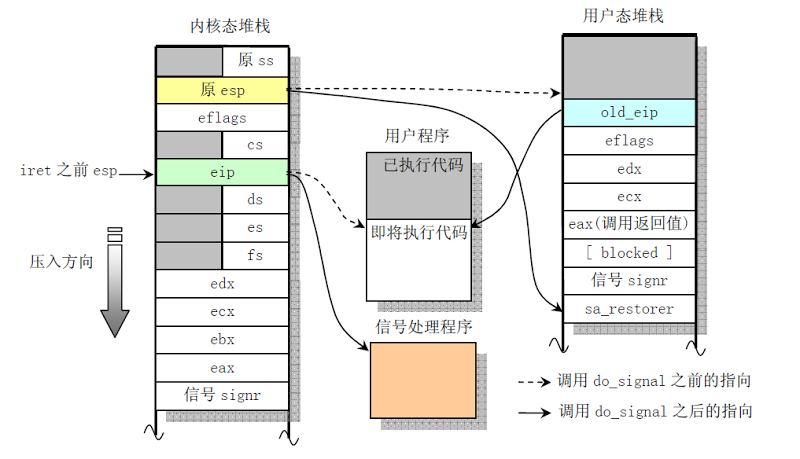 内核态堆栈
原 ss
原 esp
eflags
cs
iret 之前 esp
eip
ds
es
fs
压入方向
edx
ecx
ebx
eax
信号 signr
用户程序
已执行代码
即将执行代码
信号处理程序
用户态堆栈
old_eip
eflags
edx
ecx
eax(调用返回值)
[ blocked ]
信号 signr
sa_restorer
调用 do_signal 之前的指向
调用 do_signal 之后的指向